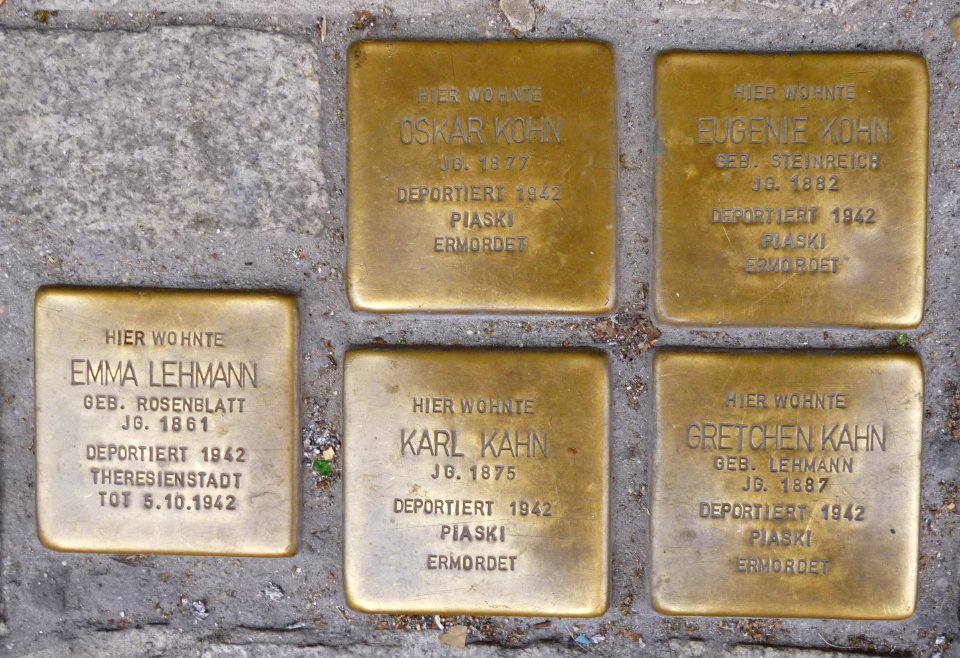 HIER WOHNTE
OSKAR KOHN
JG. 1877
DEPORTIERT 1942
PIASKI
ERMORDET
HIER WOHNTE
EUGENIE KOHN
GEB. STEINREICH
JG. 1882
DEPORTIERT 1942
PIASKI
ERMORDET
HIER WOHNTE
EMMA LEHMANN
GEB. ROSENBLATT
JG. 1861
DEPORTIERT 1942
THERESIENSTADT
TOT 5.10.1942
HIER WOHNTE
KARL KAHN
JG. 1875
DEPORTIERT 1942
PIASKI
ERMORDET
HIER WOHNTE
GRETCHEN KAHN
GEB. LEHMANN
JG. 1887
DEPORTIERT 1942
PIASKI
ERMORDET